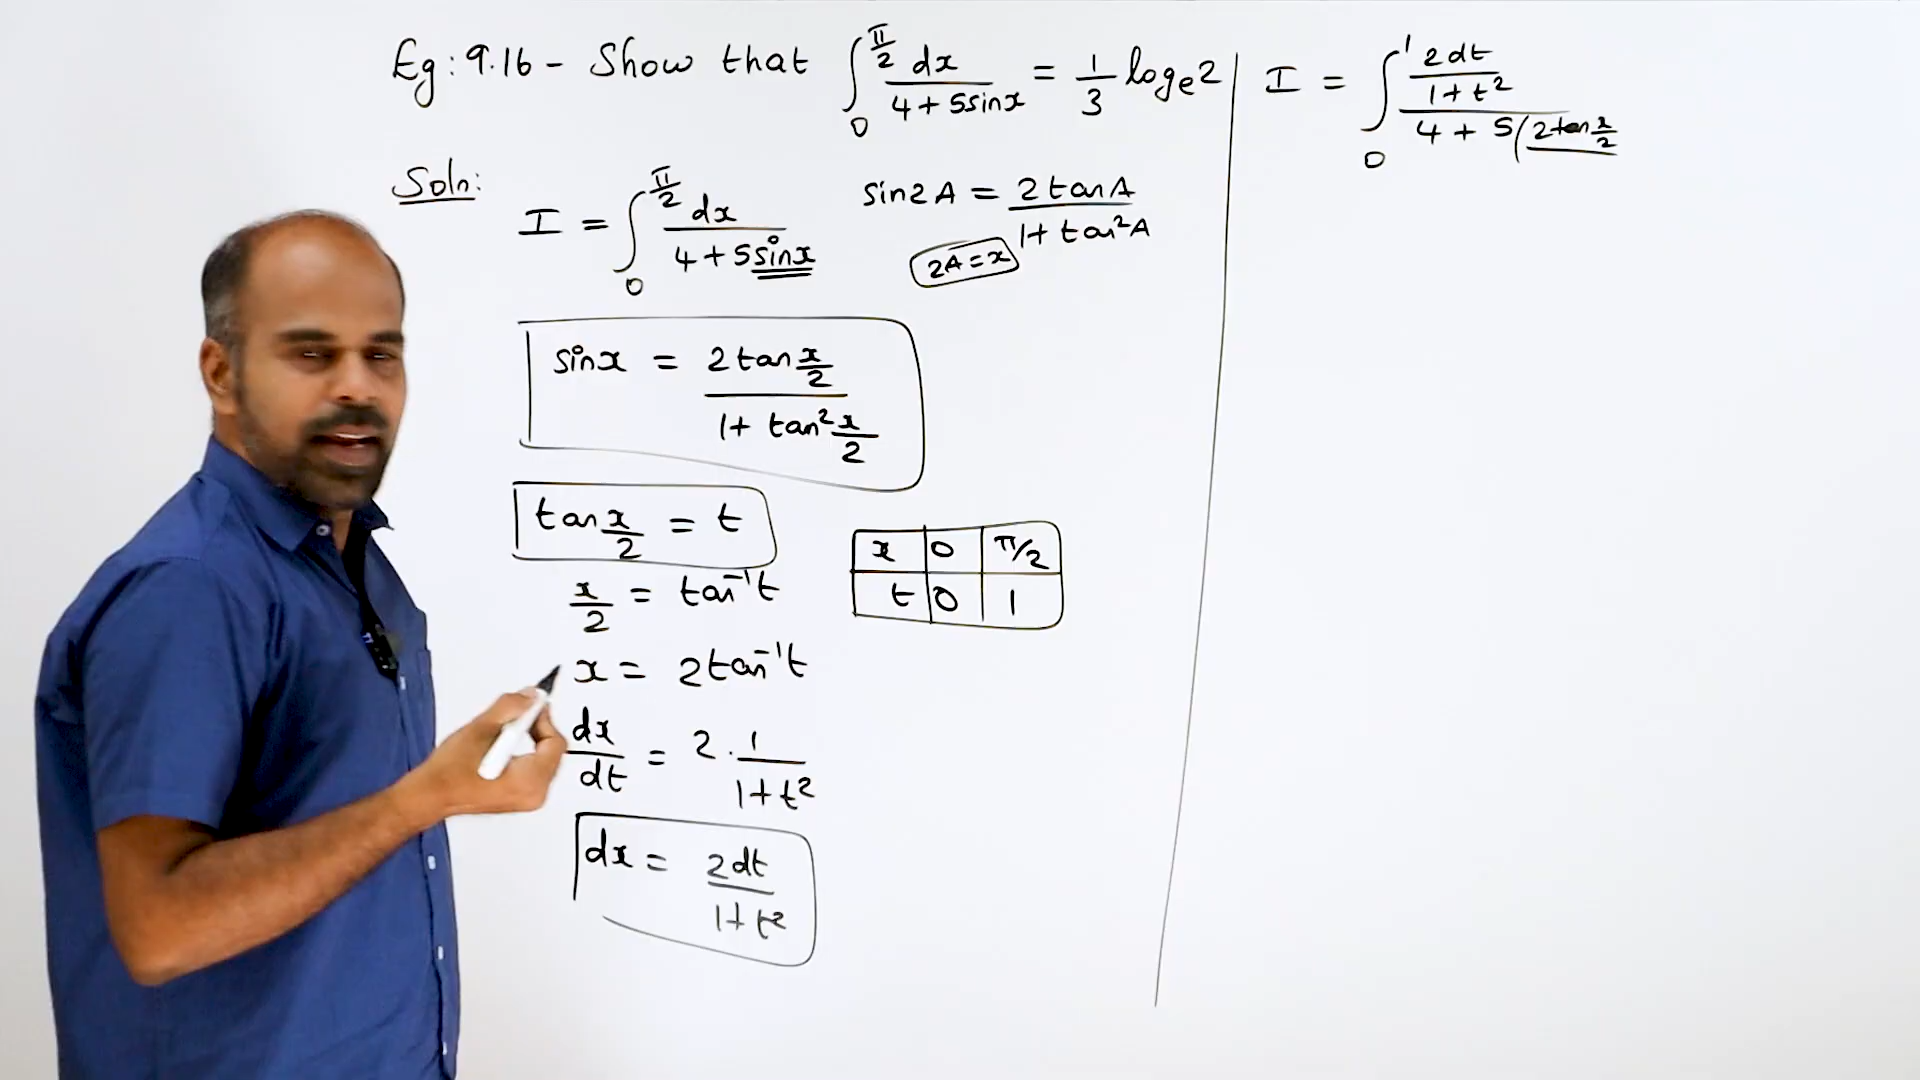 Eg: 9.16 - Show that ∫₀^(π/2) dx/(4 + 5sinx) = 1/3 logₑ2
Soln:
I = ∫₀^(π/2) dx/(4 + 5sinx)
sin2A = 2tanA/(1 + tan²A)
2A = x
sinx = (2tan x/2)/(1 + tan² x/2)
tan x/2 = t
x/2 = tan⁻¹t
x = 2tan⁻¹t
dx/dt = 2 · 1/(1+t²)
dx = 2dt/(1+t²)
x 0 π/2
t 0 1
I = ∫₀^1 (2dt/(1+t²))/(4 + 5(2tan x/2